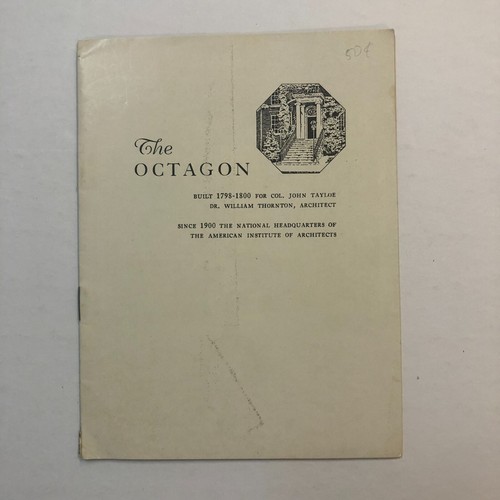 50¢
The
OCTAGON
BUILT 1798-1800 FOR COL. JOHN TAYLOE
DR. WILLIAM THORNTON, ARCHITECT
SINCE 1900 THE NATIONAL HEADQUARTERS OF
THE AMERICAN INSTITUTE OF ARCHITECTS